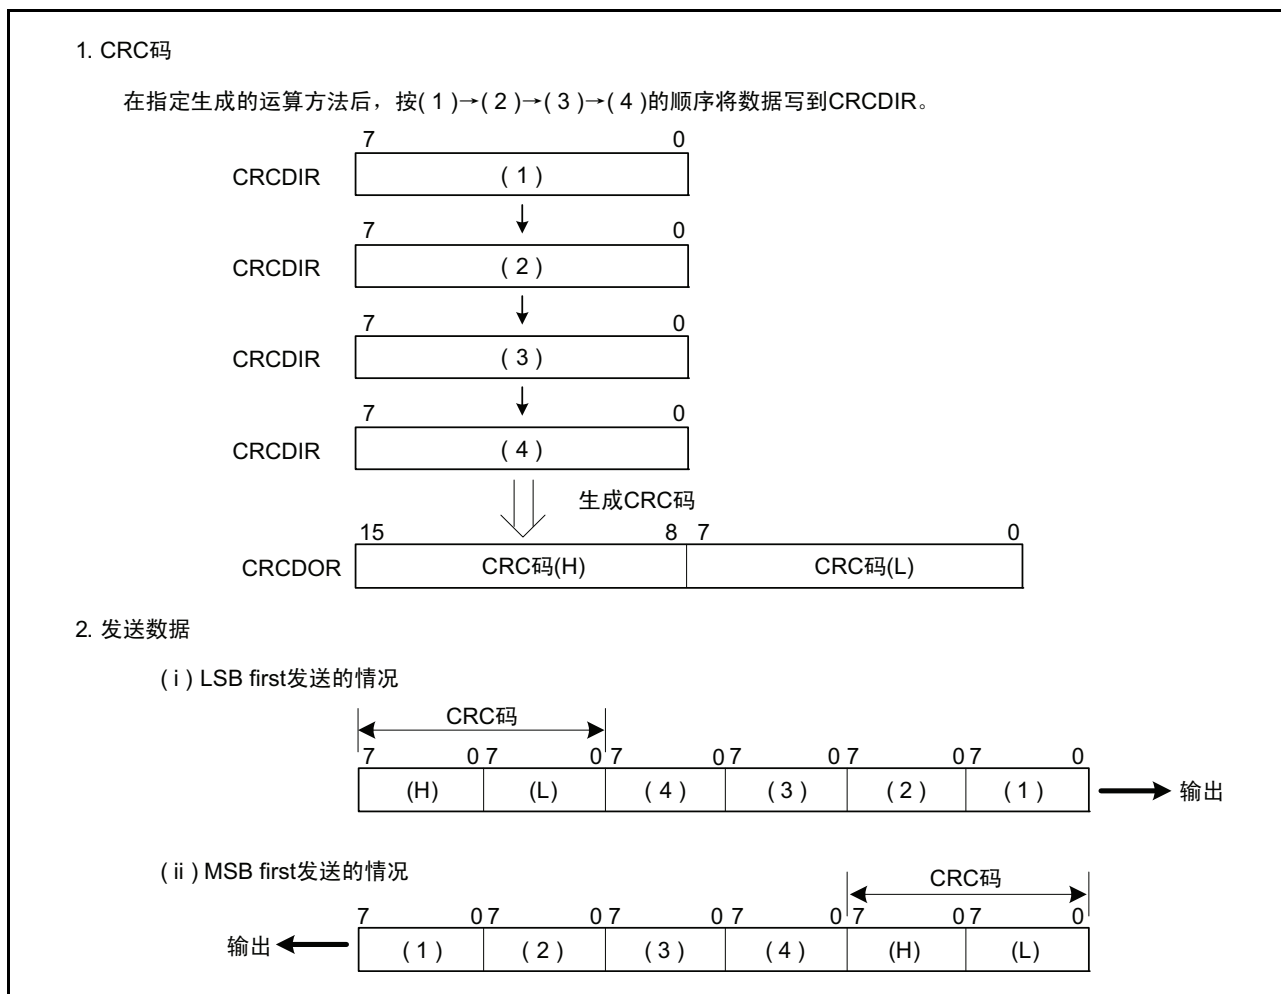 1. CRC码
在指定生成的运算方法后，按( 1 )→( 2 )→( 3 )→( 4 )的顺序将数据写到CRCDIR。
7 0
CRCDIR ( 1 )
7 0
CRCDIR ( 2 )
7 0
CRCDIR ( 3 )
7 0
CRCDIR ( 4 )
生成CRC码
15 8 7 0
CRCDOR CRC码(H) CRC码(L)
2. 发送数据
( i ) LSB first发送的情况
CRC码
7 0 7 0 7 0 7 0 7 0 7 0
(H) (L) ( 4 ) ( 3 ) ( 2 ) ( 1 ) 输出
( ii ) MSB first发送的情况
CRC码
7 0 7 0 7 0 7 0 7 0 7 0
输出 ( 1 ) ( 2 ) ( 3 ) ( 4 ) (H) (L)